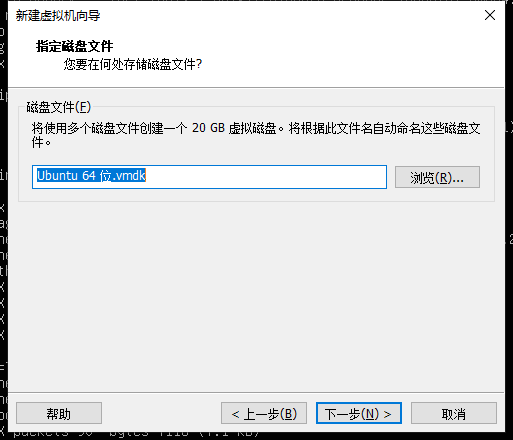 新建虚拟机向导
指定磁盘文件
您要在何处存储磁盘文件?
磁盘文件(F)
将使用多个磁盘文件创建一个 20 GB 虚拟磁盘。将根据此文件名自动命名这些磁盘文
件。
Ubuntu 64 位.vmdk
浏览(R)...
帮助
< 上一步(B)
下一步(N) >
取消